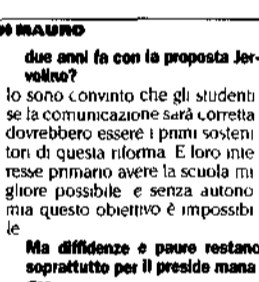 DI MAURO
due anni fa con la proposta Jer-
volino?
Io sono convinto che gli studenti
se la comunicazione sarà corretta
dovrebbero essere i primi sosteni
tori di questa riforma E loro inte
resse primario avere la scuola mi
gliore possibile e senza autono
mia questo obiettivo è impossibi
le
Ma diffidenze e paure restano
soprattutto per il preside mana